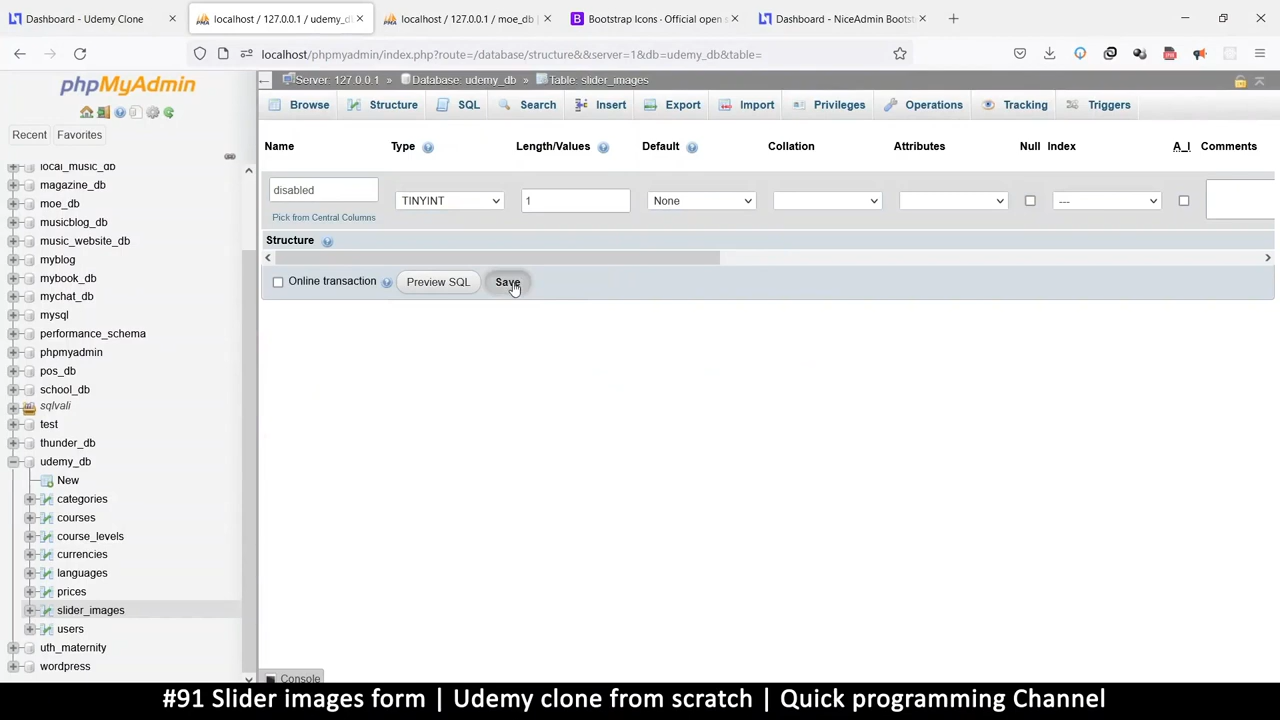 Dashboard - Udemy Clone
localhost / 127.0.0.1 / udemy_d
localhost / 127.0.0.1 / moe_db |
Bootstrap Icons · Official open s
Dashboard - NiceAdmin Bootst
localhost/phpmyadmin/index.php?route=/database/structure&&server=1&db=udemy_db&table=
phpMyAdmin
Server: 127.0.0.1 » Database: udemy_db » Table: slider_images
Browse Structure SQL Search Insert Export Import Privileges Operations Tracking Triggers
Recent Favorites
Name Type Length/Values Default Collation Attributes Null Index A_I Comments
disabled TINYINT 1 None ---
Pick from Central Columns
Structure
Online transaction Preview SQL Save
local_music_db
magazine_db
moe_db
musicblog_db
music_website_db
myblog
mybook_db
mychat_db
mysql
performance_schema
phpmyadmin
pos_db
school_db
sqlvali
test
thunder_db
udemy_db
New
categories
courses
course_levels
currencies
languages
prices
slider_images
users
uth_maternity
wordpress
Console
#91 Slider images form | Udemy clone from scratch | Quick programming Channel